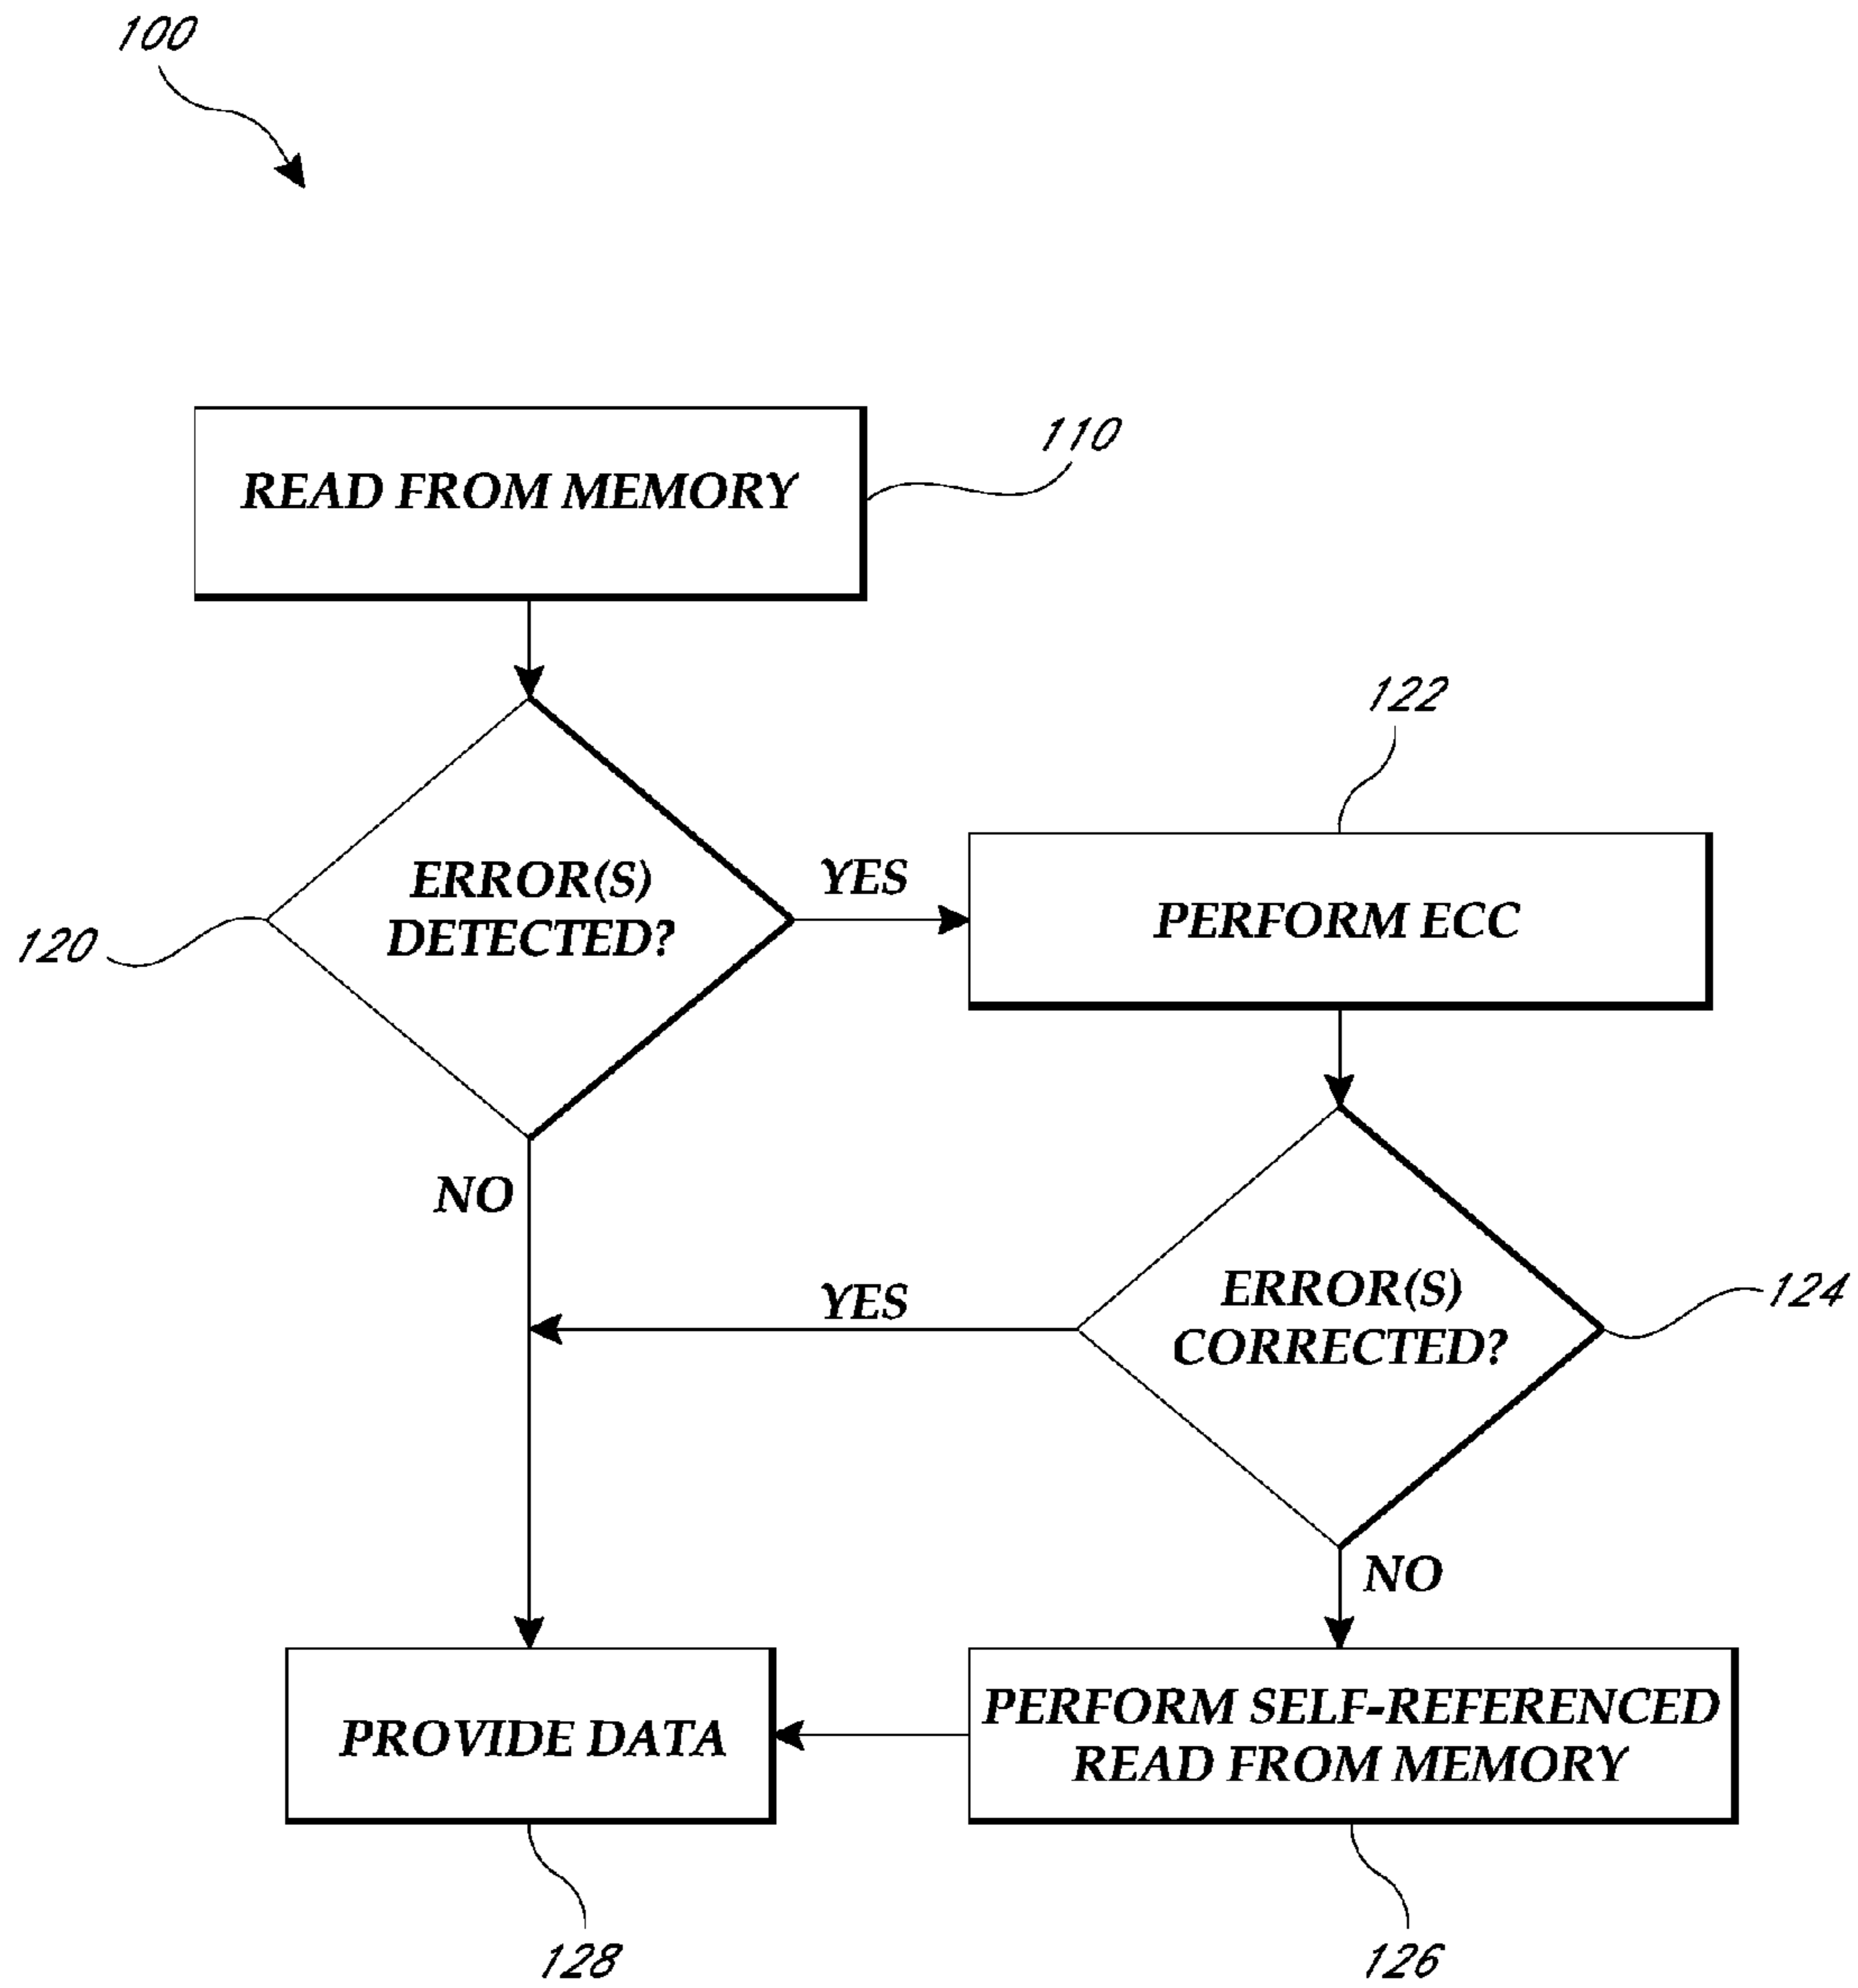 100
READ FROM MEMORY
110
ERROR(S)
DETECTED?
120
YES
122
PERFORM ECC
NO
YES
ERROR(S)
CORRECTED?
124
NO
PROVIDE DATA
PERFORM SELF-REFERENCED
READ FROM MEMORY
128
126